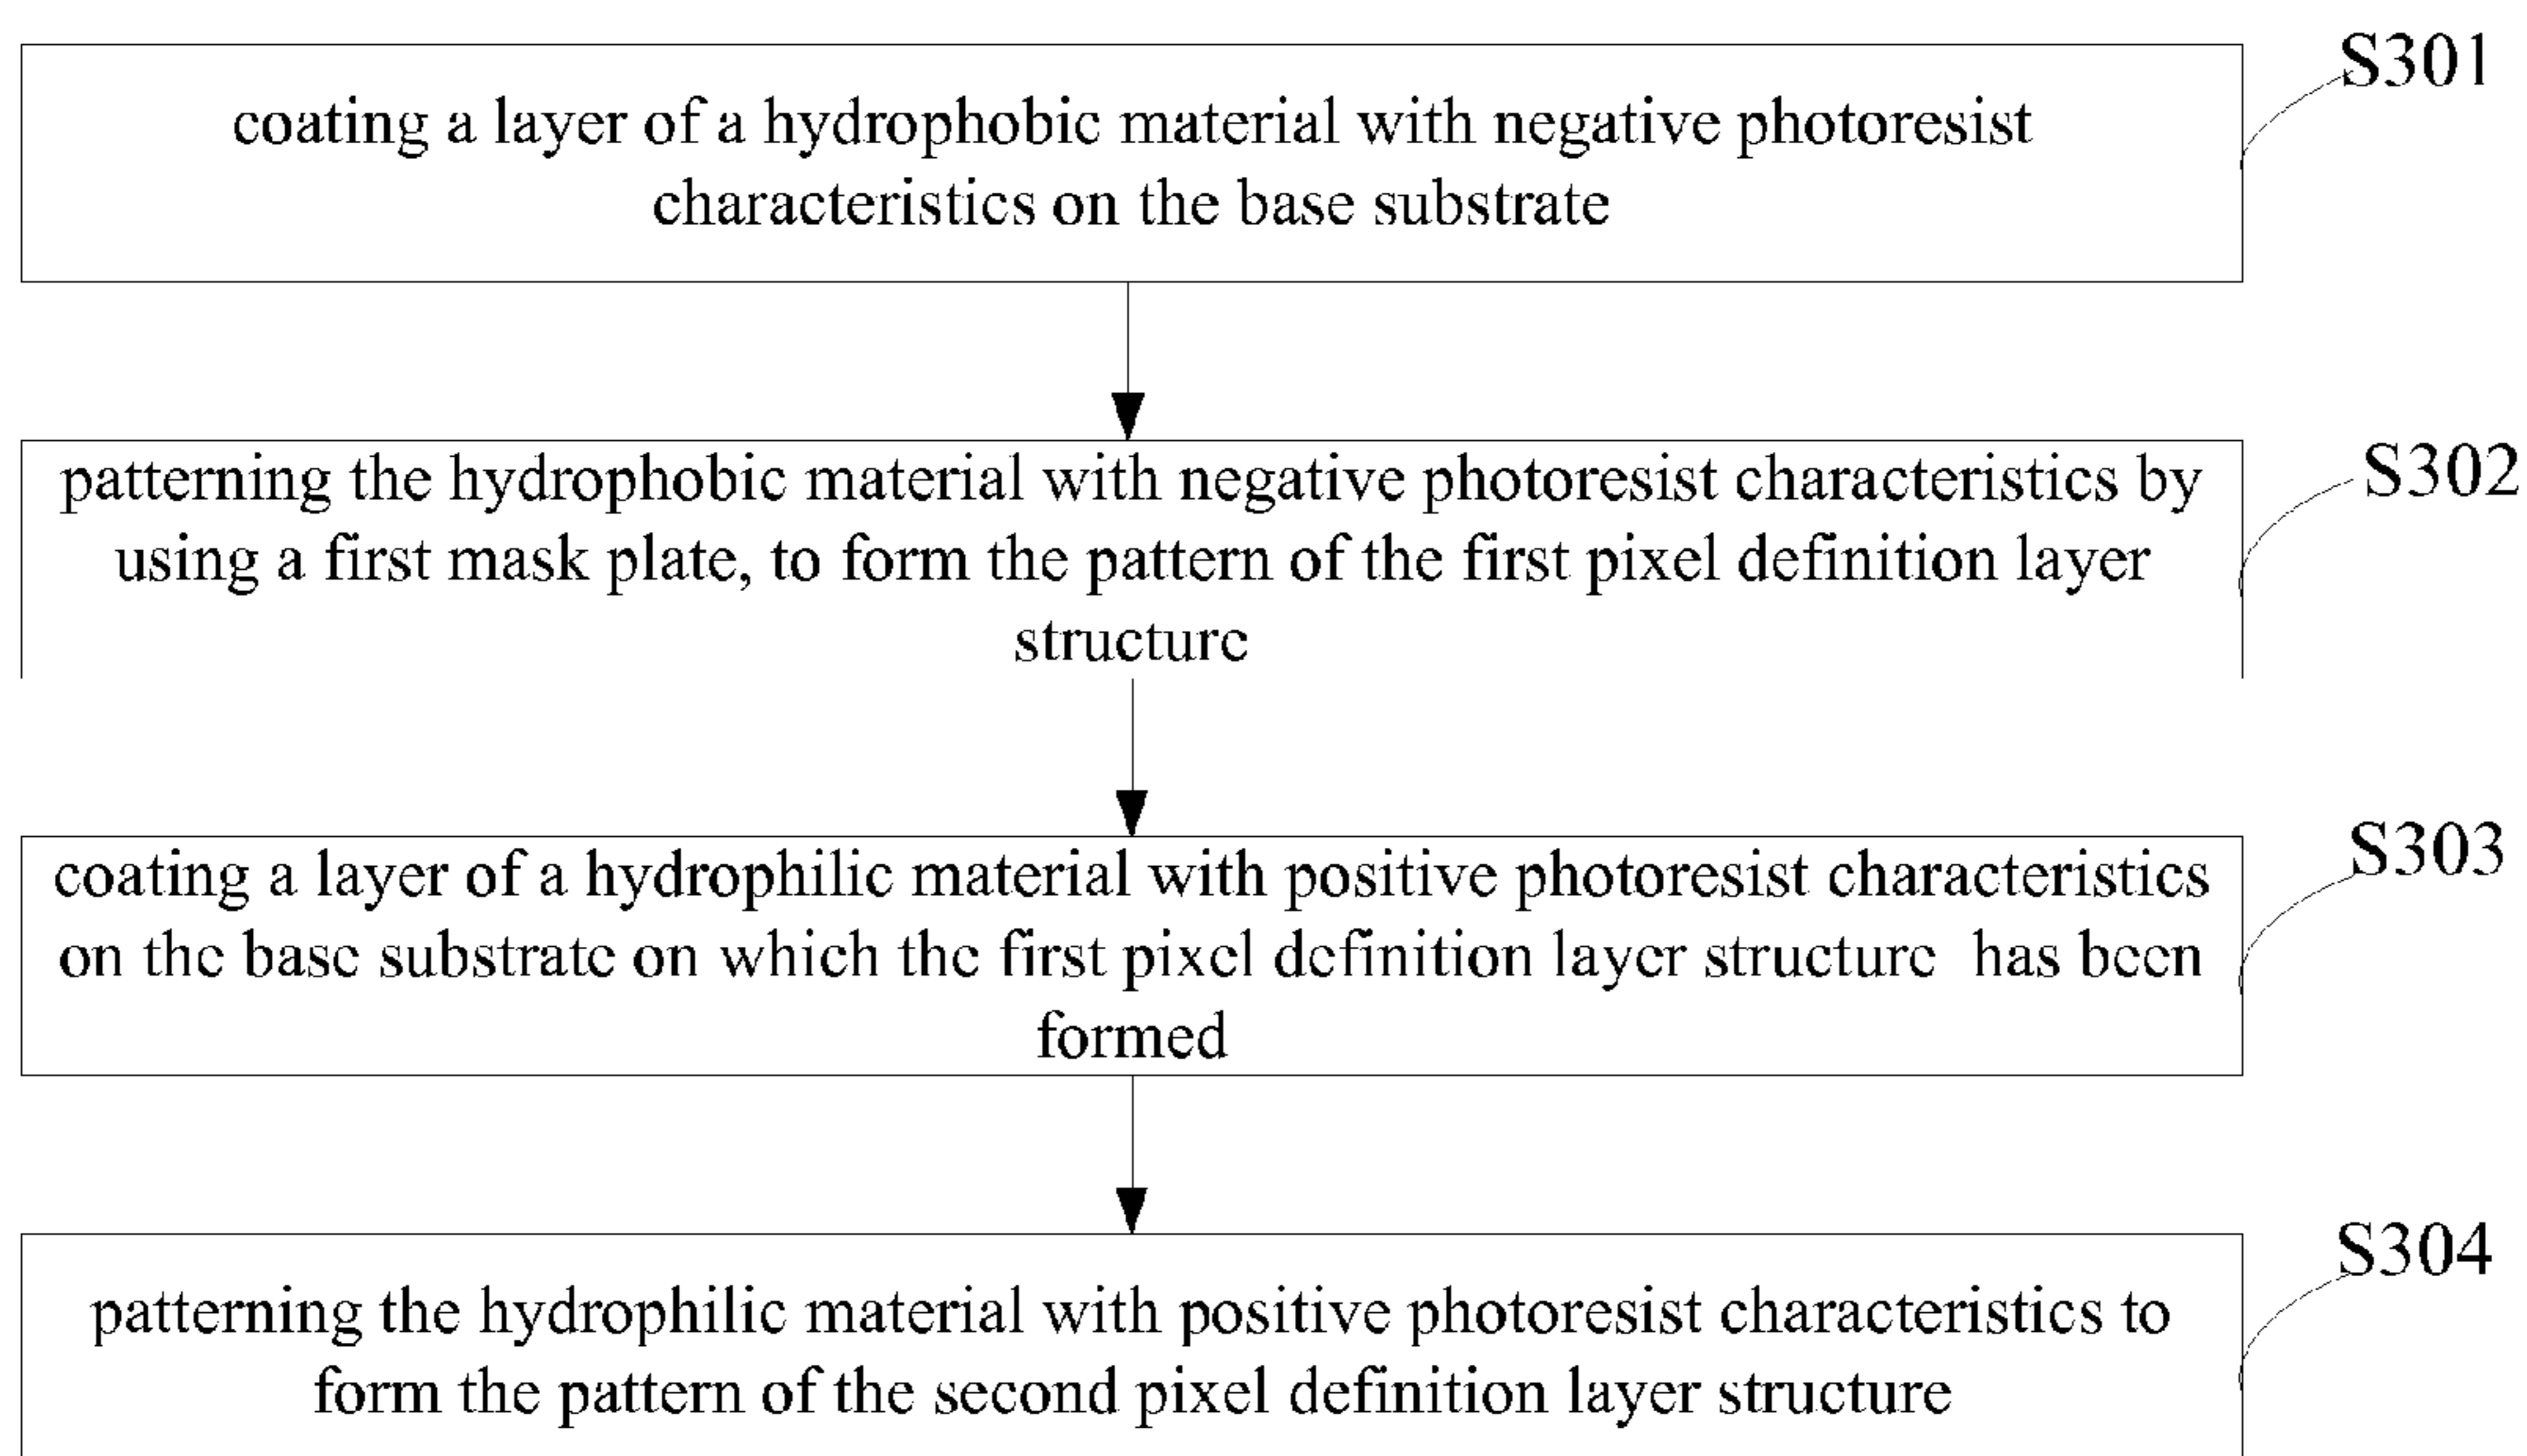 S301
coating a layer of a hydrophobic material with negative photoresist
characteristics on the base substrate
S302
patterning the hydrophobic material with negative photoresist characteristics by
using a first mask plate, to form the pattern of the first pixel definition layer
structure
S303
coating a layer of a hydrophilic material with positive photoresist characteristics
on the base substrate on which the first pixel definition layer structure has been
formed
S304
patterning the hydrophilic material with positive photoresist characteristics to
form the pattern of the second pixel definition layer structure